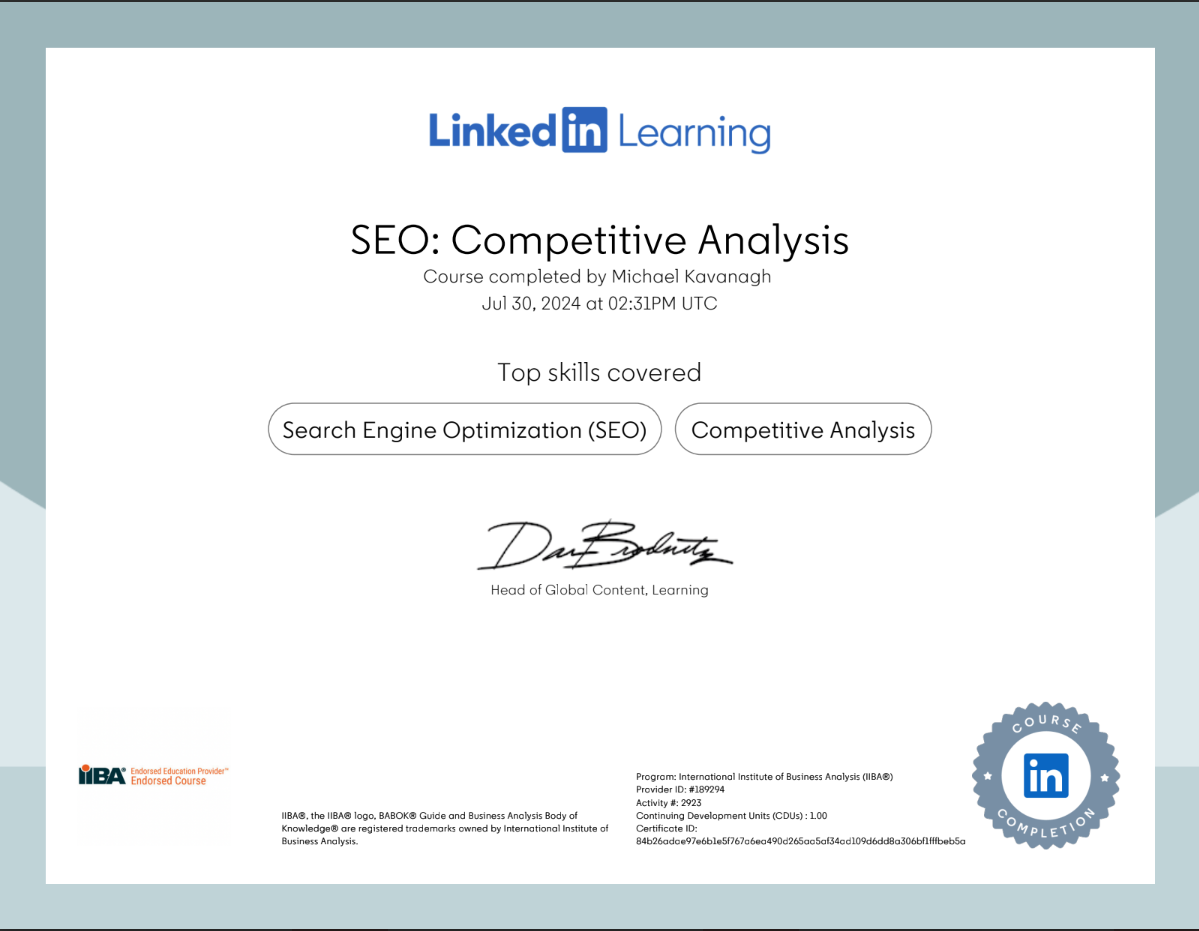 Linked in Learning
SEO: Competitive Analysis
Course completed by Michael Kavanagh
Jul 30, 2024 at 02:31PM UTC
Top skills covered
Search Engine Optimization (SEO)
Competitive Analysis
Head of Global Content, Learning
IIBA® Endorsed Education Provider™
Endorsed Course
IIBA®, the IIBA® logo, BABOK® Guide and Business Analysis Body of
Knowledge® are registered trademarks owned by International Institute of
Business Analysis.
Program: International Institute of Business Analysis (IIBA®)
Provider ID: #189294
Activity #: 2923
Continuing Development Units (CDUs) : 1.00
Certificate ID:
COURSE
in
COMPLETION